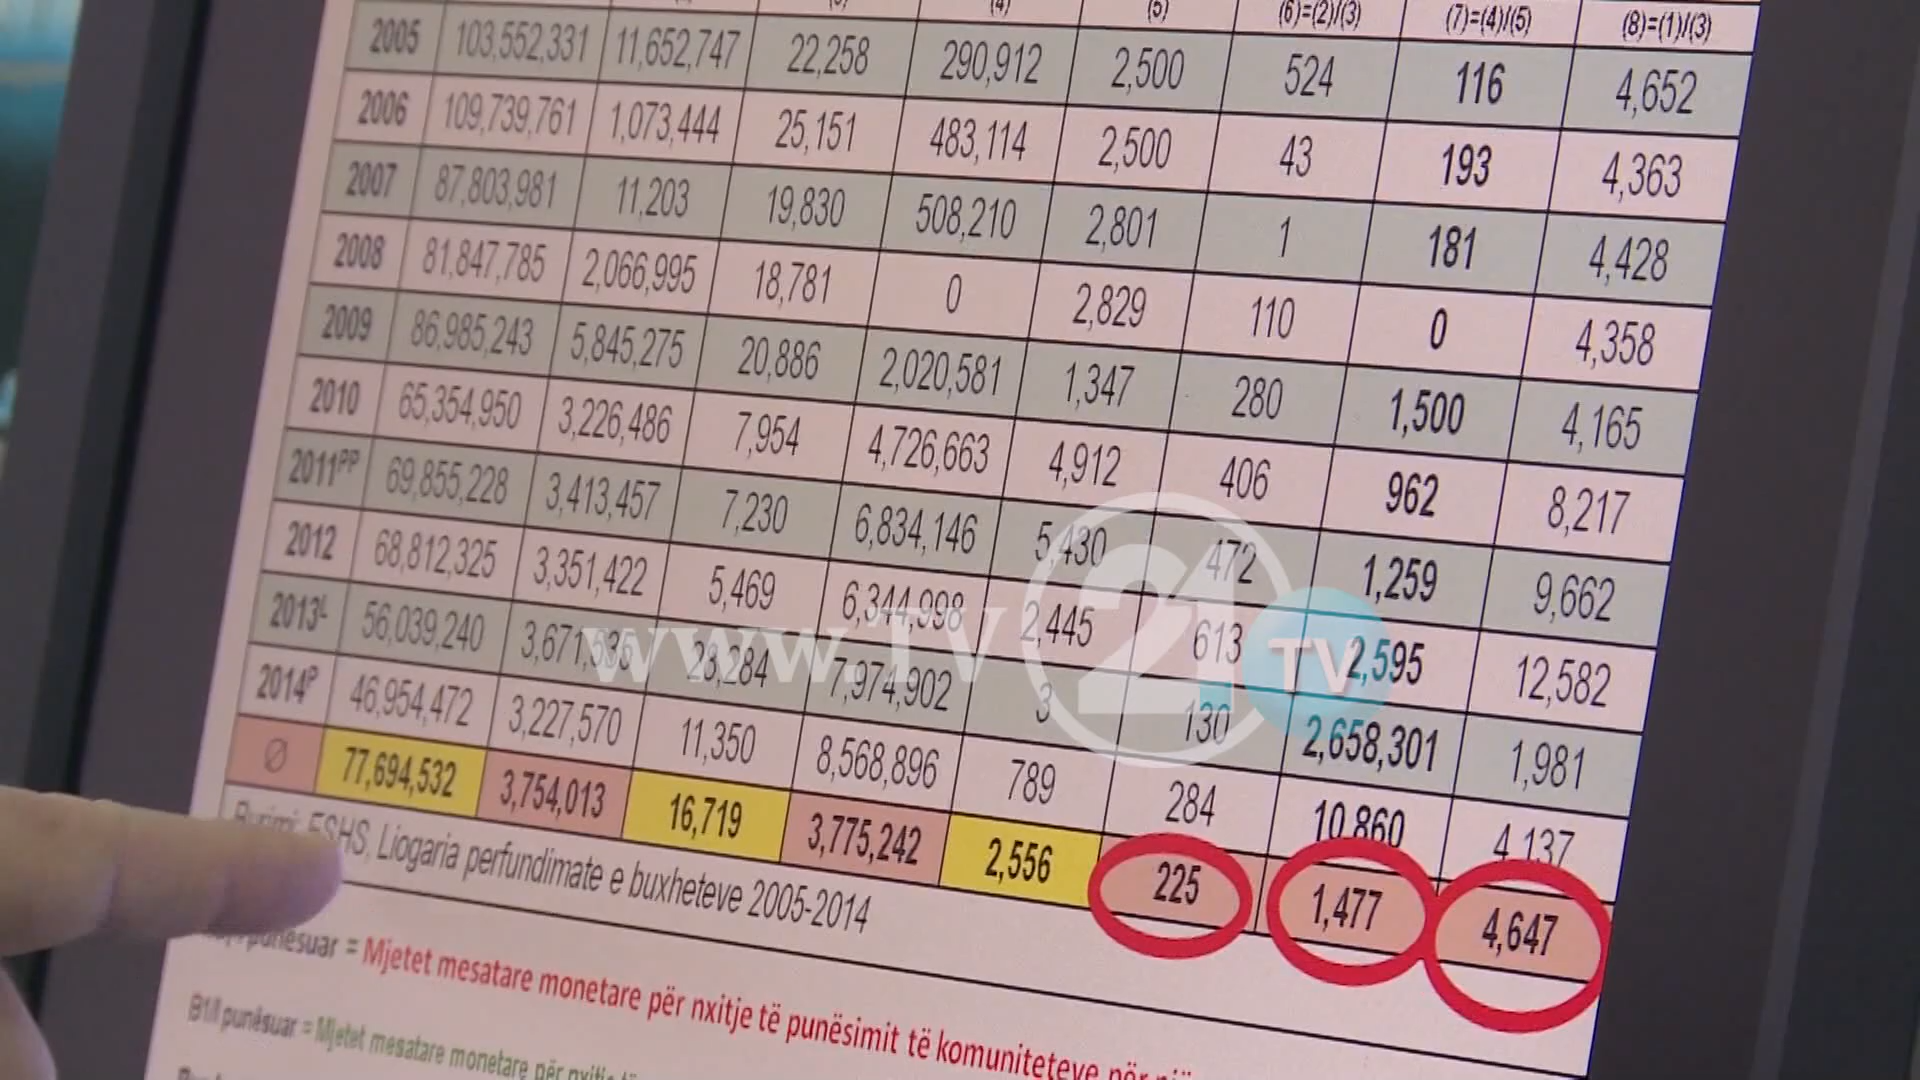 (4) (5) (6)=(2)/(3) (7)=(4)/(5) (8)=(1)/(3)
2005 103,552,331 11,652,747 22,258 290,912 2,500 524 116 4,652
2006 109,739,761 1,073,444 25,151 483,114 2,500 43 193 4,363
2007 87,803,981 11,203 19,830 508,210 2,801 1 181 4,428
2008 81,847,785 2,066,995 18,781 0 2,829 110 0 4,358
2009 86,985,243 5,845,275 20,886 2,020,581 1,347 280 1,500 4,165
2010 65,354,950 3,226,486 7,954 4,726,663 4,912 406 962 8,217
2011PP 69,855,228 3,413,457 7,230 6,834,146 5,430 472 1,259 9,662
2012 68,812,325 3,351,422 5,469 6,344,998 2,445 613 2,595 12,582
2013L 56,039,240 3,671,535 28,284 7,974,902 3 130 2,658,301 1,981
2014P 46,954,472 3,227,570 11,350 8,568,896 789 284 10,860 4,137
Ø 77,694,532 3,754,013 16,719 3,775,242 2,556 225 1,477 4,647
Burimi: ESHS, Llogaria perfundimate e buxheteve 2005-2014
punësuar = Mjetet mesatare monetare për nxitje të punësimit të komuniteteve për një
B1/I punësuar = Mjetet mesatare monetare për nxitje
www.TV21 TV